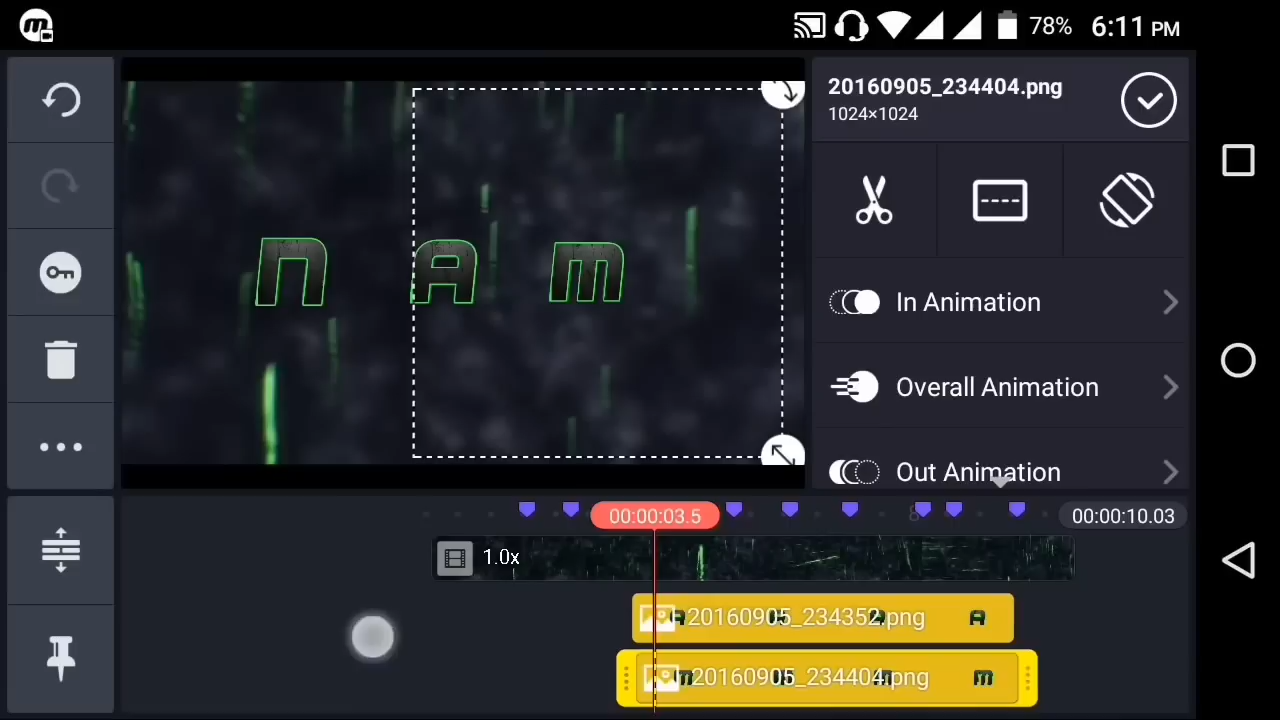 78% 6:11 PM
20160905_234404.png
1024×1024
n a m
In Animation
Overall Animation
Out Animation
00:00:03.5
8
00:00:10.03
1.0x
20160905_234352.png
20160905_234404.png